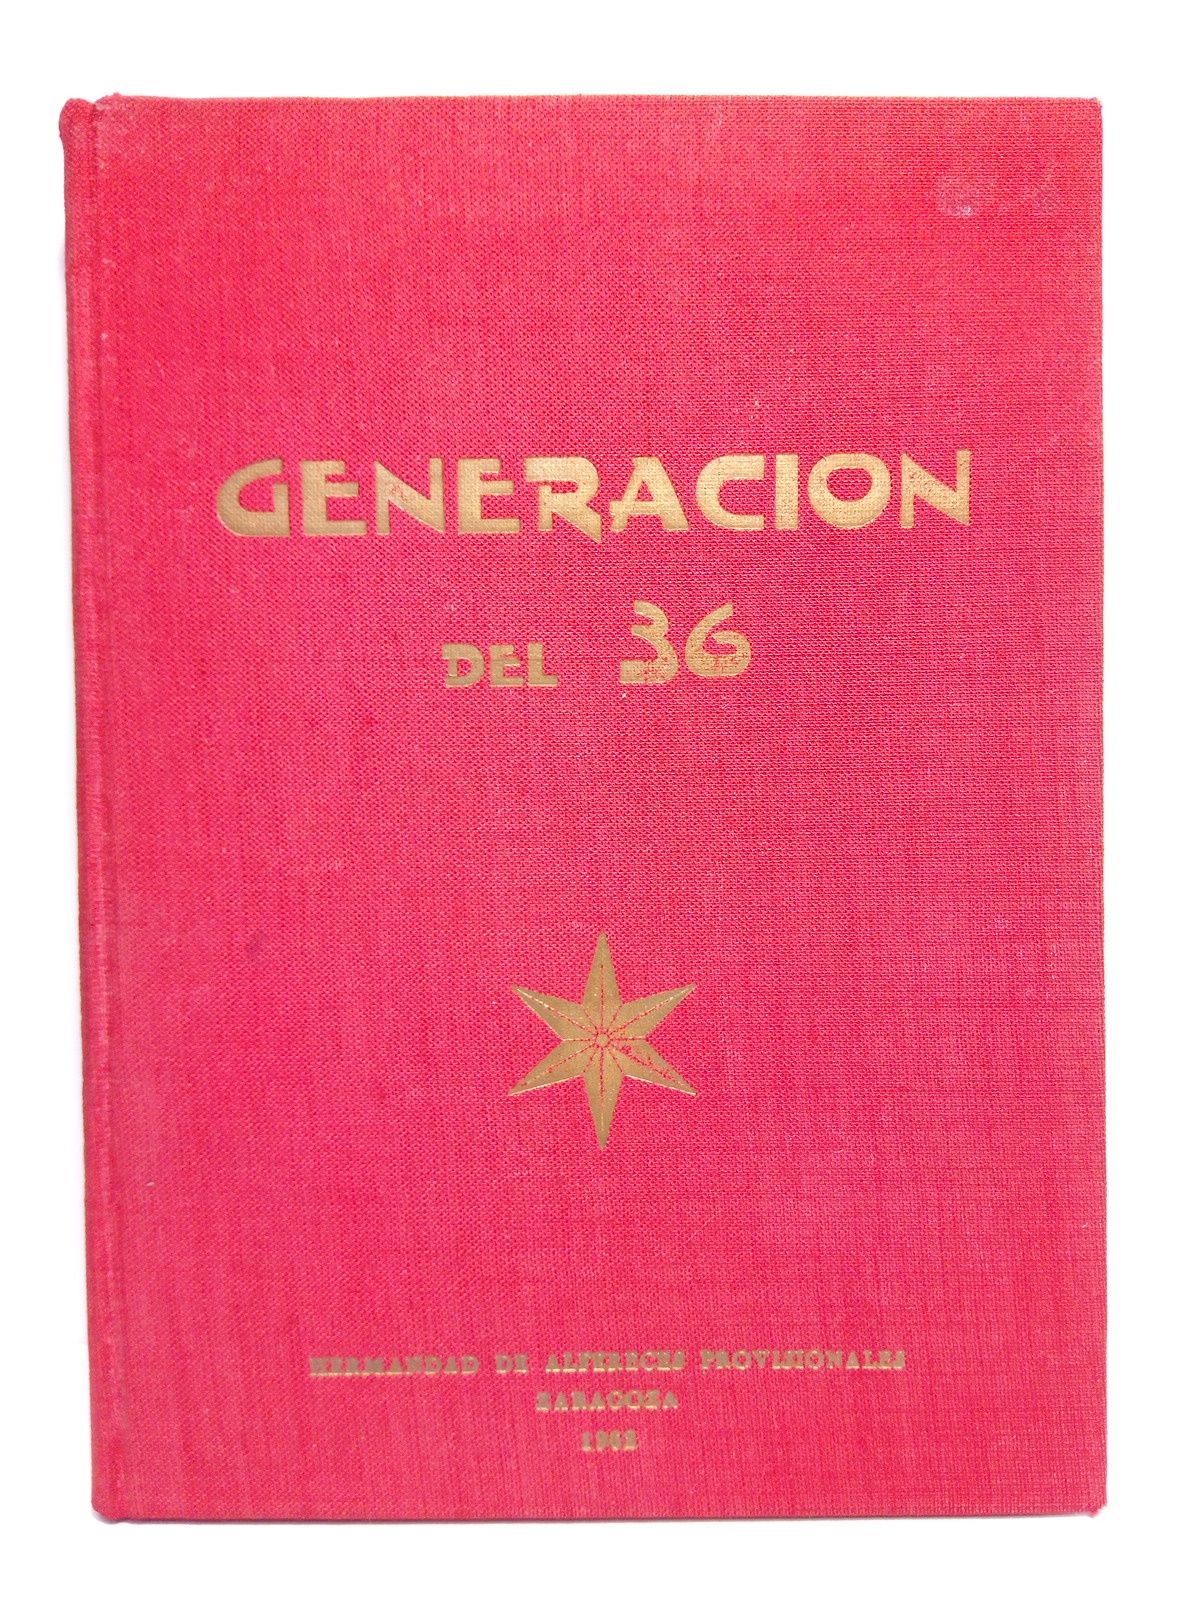 GENERACION
DEL 36
HERMANDAD DE ALFERECES PROVISIONALES
ZARAGOZA
1962